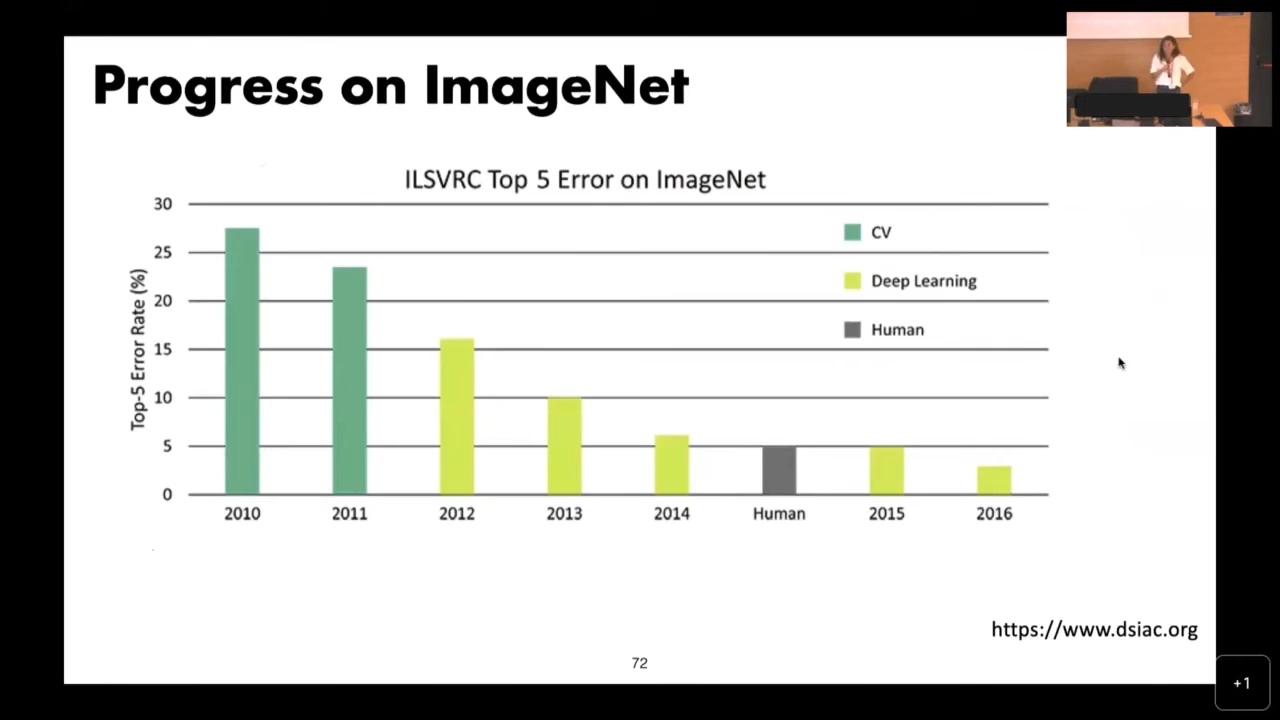 Progress on ImageNet
ILSVRC Top 5 Error on ImageNet
Top-5 Error Rate (%)
30
25
20
15
10
5
0
CV
Deep Learning
Human
2010
2011
2012
2013
2014
Human
2015
2016
https://www.dsiac.org
72
+1